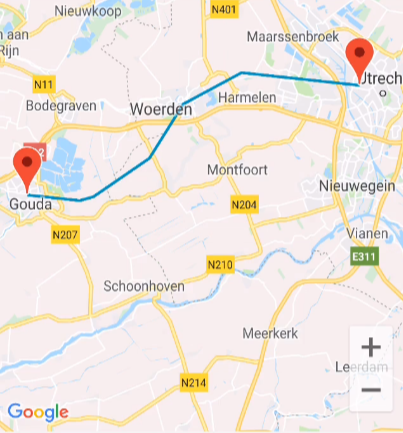 Nieuwkoop
N401
Maarssenbroek
an aan
Rijn
Utrech
N11
Bodegraven
Woerden
Harmelen
Montfoort
Nieuwegein
Gouda
N204
N207
Vianen
E311
N210
Schoonhoven
Meerkerk
+
Leerdam
N214
−
Google